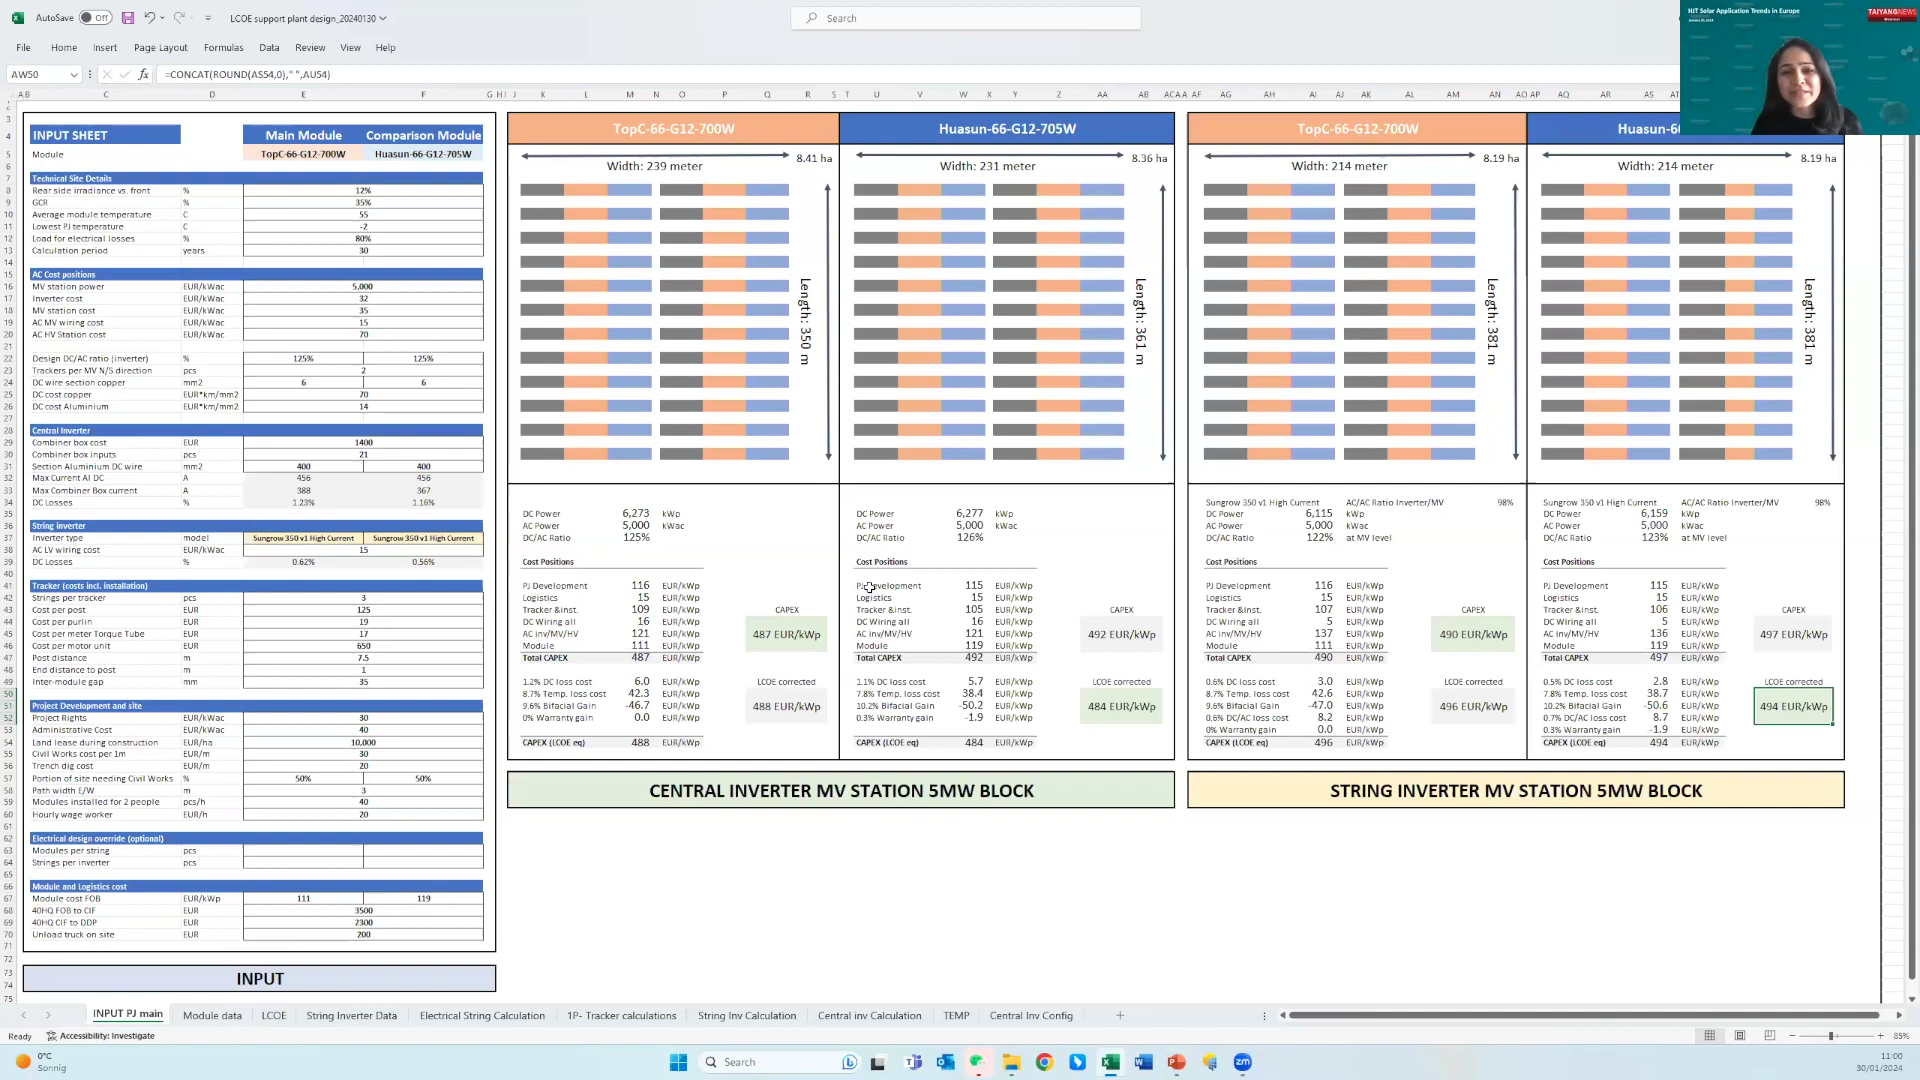 AutoSave Off LCOE support plant design_20240130 Search
HJT Solar Application Trends in Europe
TAIYANGNEWS
File Home Insert Page Layout Formulas Data Review View Help
AW50 fx =CONCAT(ROUND(AS54,0)," ",AU54)
INPUT SHEET Main Module Comparison Module
Module TopC-66-G12-700W Huasun-66-G12-705W
Technical Site Details
Rear side irradiance vs. front % 12%
GCR % 35%
Average module temperature C 55
Lowest PJ temperature C -2
Load for electrical losses % 80%
Calculation period years 30
AC Cost positions
MV station power EUR/kWac 5,000
Inverter cost EUR/kWac 32
MV station cost EUR/kWac 35
AC MV wiring cost EUR/kWac 15
AC HV Station cost EUR/kWac 70
Design DC/AC ratio (inverter) % 125% 125%
Trackers per MV N/S direction pcs 2
DC wire section copper mm2 6 6
DC cost copper EUR*km/mm2 70
DC cost Aluminium EUR*km/mm2 14
Central Inverter
Combiner box cost EUR 1400
Combiner box inputs pcs 21
Section Aluminium DC wire mm2 400 400
Max Current Al DC A 456 456
Max Combiner Box current A 388 367
DC Losses % 1.23% 1.16%
String inverter
Inverter type model Sungrow 350 v1 High Current Sungrow 350 v1 High Current
AC LV wiring cost EUR/kWac 15
DC Losses % 0.62% 0.56%
Tracker (costs incl. installation)
Strings per tracker pcs 3
Cost per post EUR 125
Cost per purlin EUR 19
Cost per meter Torque Tube EUR 17
Cost per motor unit EUR 650
Post distance m 7.5
End distance to post m 1
Inter-module gap mm 35
Project Development and site
Project Rights EUR/kWac 30
Administrative Cost EUR/kWac 40
Land lease during construction EUR/ha 10,000
Civil Works cost per 1m EUR/m 30
Trench dig cost EUR/m 20
Portion of site needing Civil Works % 50% 50%
Path width E/W m 3
Modules installed for 2 people pcs/h 40
Hourly wage worker EUR/h 20
Electrical design override (optional)
Modules per string pcs
Strings per inverter pcs
Module and Logistics cost
Module cost FOB EUR/kWp 111 119
40HQ FOB to CIF EUR 3500
40HQ CIF to DDP EUR 2300
Unload truck on site EUR 200
INPUT
TopC-66-G12-700W
Width: 239 meter 8.41 ha
Length: 350 m
DC Power 6,273 kWp
AC Power 5,000 kWac
DC/AC Ratio 125%
Cost Positions
PJ Development 116 EUR/kWp
Logistics 15 EUR/kWp
Tracker &inst. 109 EUR/kWp CAPEX
DC Wiring all 16 EUR/kWp
AC inv/MV/HV 121 EUR/kWp 487 EUR/kWp
Module 111 EUR/kWp
Total CAPEX 487 EUR/kWp
1.2% DC loss cost 6.0 EUR/kWp LCOE corrected
8.7% Temp. loss cost 42.3 EUR/kWp
9.6% Bifacial Gain -46.7 EUR/kWp 488 EUR/kWp
0% Warranty gain 0.0 EUR/kWp
CAPEX (LCOE eq) 488 EUR/kWp
Huasun-66-G12-705W
Width: 231 meter 8.36 ha
Length: 361 m
DC Power 6,277 kWp
AC Power 5,000 kWac
DC/AC Ratio 126%
Cost Positions
PJ Development 115 EUR/kWp
Logistics 15 EUR/kWp
Tracker &inst. 105 EUR/kWp CAPEX
DC Wiring all 16 EUR/kWp
AC inv/MV/HV 121 EUR/kWp 492 EUR/kWp
Module 119 EUR/kWp
Total CAPEX 492 EUR/kWp
1.1% DC loss cost 5.7 EUR/kWp LCOE corrected
7.8% Temp. loss cost 38.4 EUR/kWp
10.2% Bifacial Gain -50.2 EUR/kWp 484 EUR/kWp
0.3% Warranty gain -1.9 EUR/kWp
CAPEX (LCOE eq) 484 EUR/kWp
CENTRAL INVERTER MV STATION 5MW BLOCK
TopC-66-G12-700W
Width: 214 meter 8.19 ha
Length: 381 m
Sungrow 350 v1 High Current AC/AC Ratio Inverter/MV 98%
DC Power 6,115 kWp
AC Power 5,000 kWac
DC/AC Ratio 122% at MV level
Cost Positions
PJ Development 116 EUR/kWp
Logistics 15 EUR/kWp
Tracker &inst. 107 EUR/kWp CAPEX
DC Wiring all 5 EUR/kWp
AC inv/MV/HV 137 EUR/kWp 490 EUR/kWp
Module 111 EUR/kWp
Total CAPEX 490 EUR/kWp
0.6% DC loss cost 3.0 EUR/kWp LCOE corrected
8.7% Temp. loss cost 42.6 EUR/kWp
9.6% Bifacial Gain -47.0 EUR/kWp 496 EUR/kWp
0.6% DC/AC loss cost 8.2 EUR/kWp
0% Warranty gain 0.0 EUR/kWp
CAPEX (LCOE eq) 496 EUR/kWp
Huasun-66-G
Width: 214 meter 8.19 ha
Length: 381 m
Sungrow 350 v1 High Current AC/AC Ratio Inverter/MV 98%
DC Power 6,159 kWp
AC Power 5,000 kWac
DC/AC Ratio 123% at MV level
Cost Positions
PJ Development 115 EUR/kWp
Logistics 15 EUR/kWp
Tracker &inst. 106 EUR/kWp CAPEX
DC Wiring all 5 EUR/kWp
AC inv/MV/HV 136 EUR/kWp 497 EUR/kWp
Module 119 EUR/kWp
Total CAPEX 497 EUR/kWp
0.5% DC loss cost 2.8 EUR/kWp LCOE corrected
7.8% Temp. loss cost 38.7 EUR/kWp
10.2% Bifacial Gain -50.6 EUR/kWp 494 EUR/kWp
0.7% DC/AC loss cost 8.7 EUR/kWp
0.3% Warranty gain -1.9 EUR/kWp
CAPEX (LCOE eq) 494 EUR/kWp
STRING INVERTER MV STATION 5MW BLOCK
INPUT PJ main Module data LCOE String Inverter Data Electrical String Calculation 1P- Tracker calculations String Inv Calculation Central inv Calculation TEMP Central Inv Config
Ready Accessibility: Investigate 85%
0°C
Sonnig
Search
11:00
30/01/2024